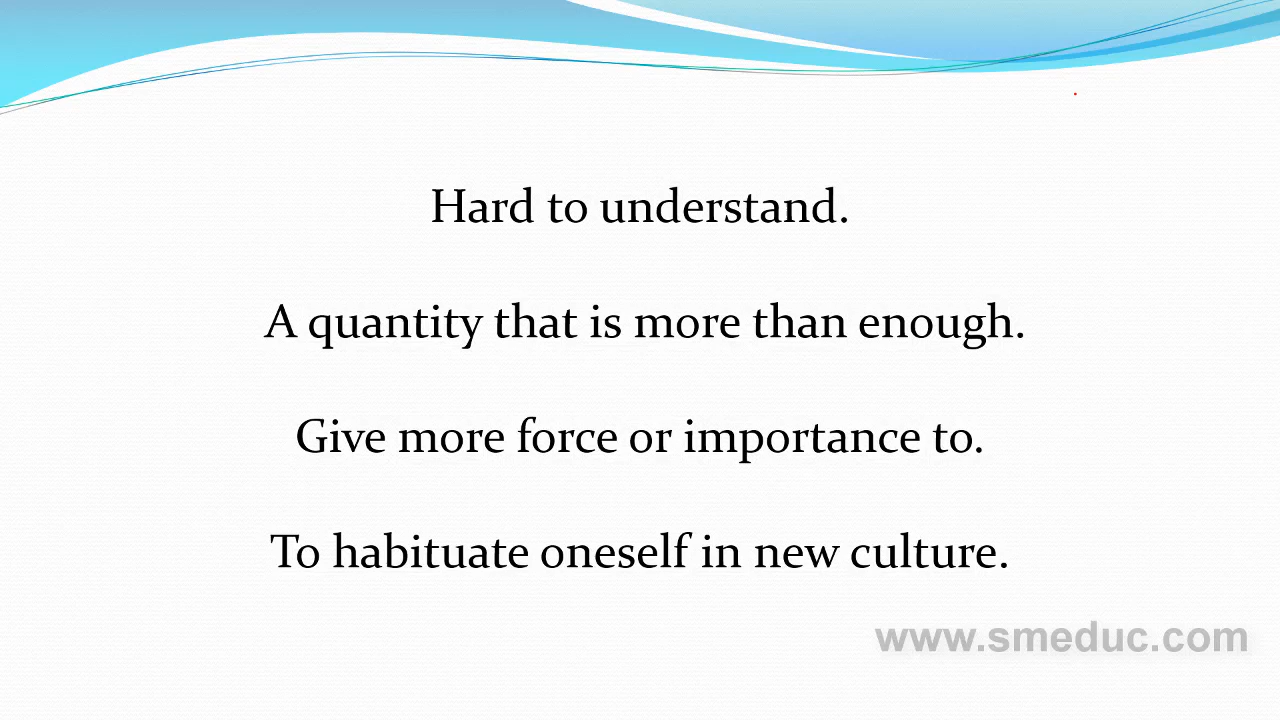 Hard to understand.
A quantity that is more than enough.
Give more force or importance to.
To habituate oneself in new culture.
www.smeduc.com